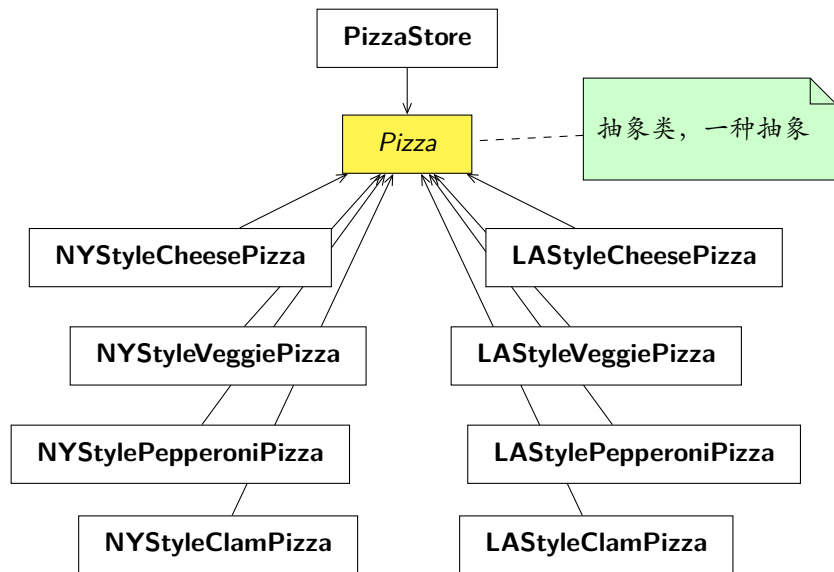 PizzaStore
Pizza
抽象类，一种抽象
NYStyleCheesePizza
LAStyleCheesePizza
NYStyleVeggiePizza
LAStyleVeggiePizza
NYStylePepperoniPizza
LAStylePepperoniPizza
NYStyleClamPizza
LAStyleClamPizza